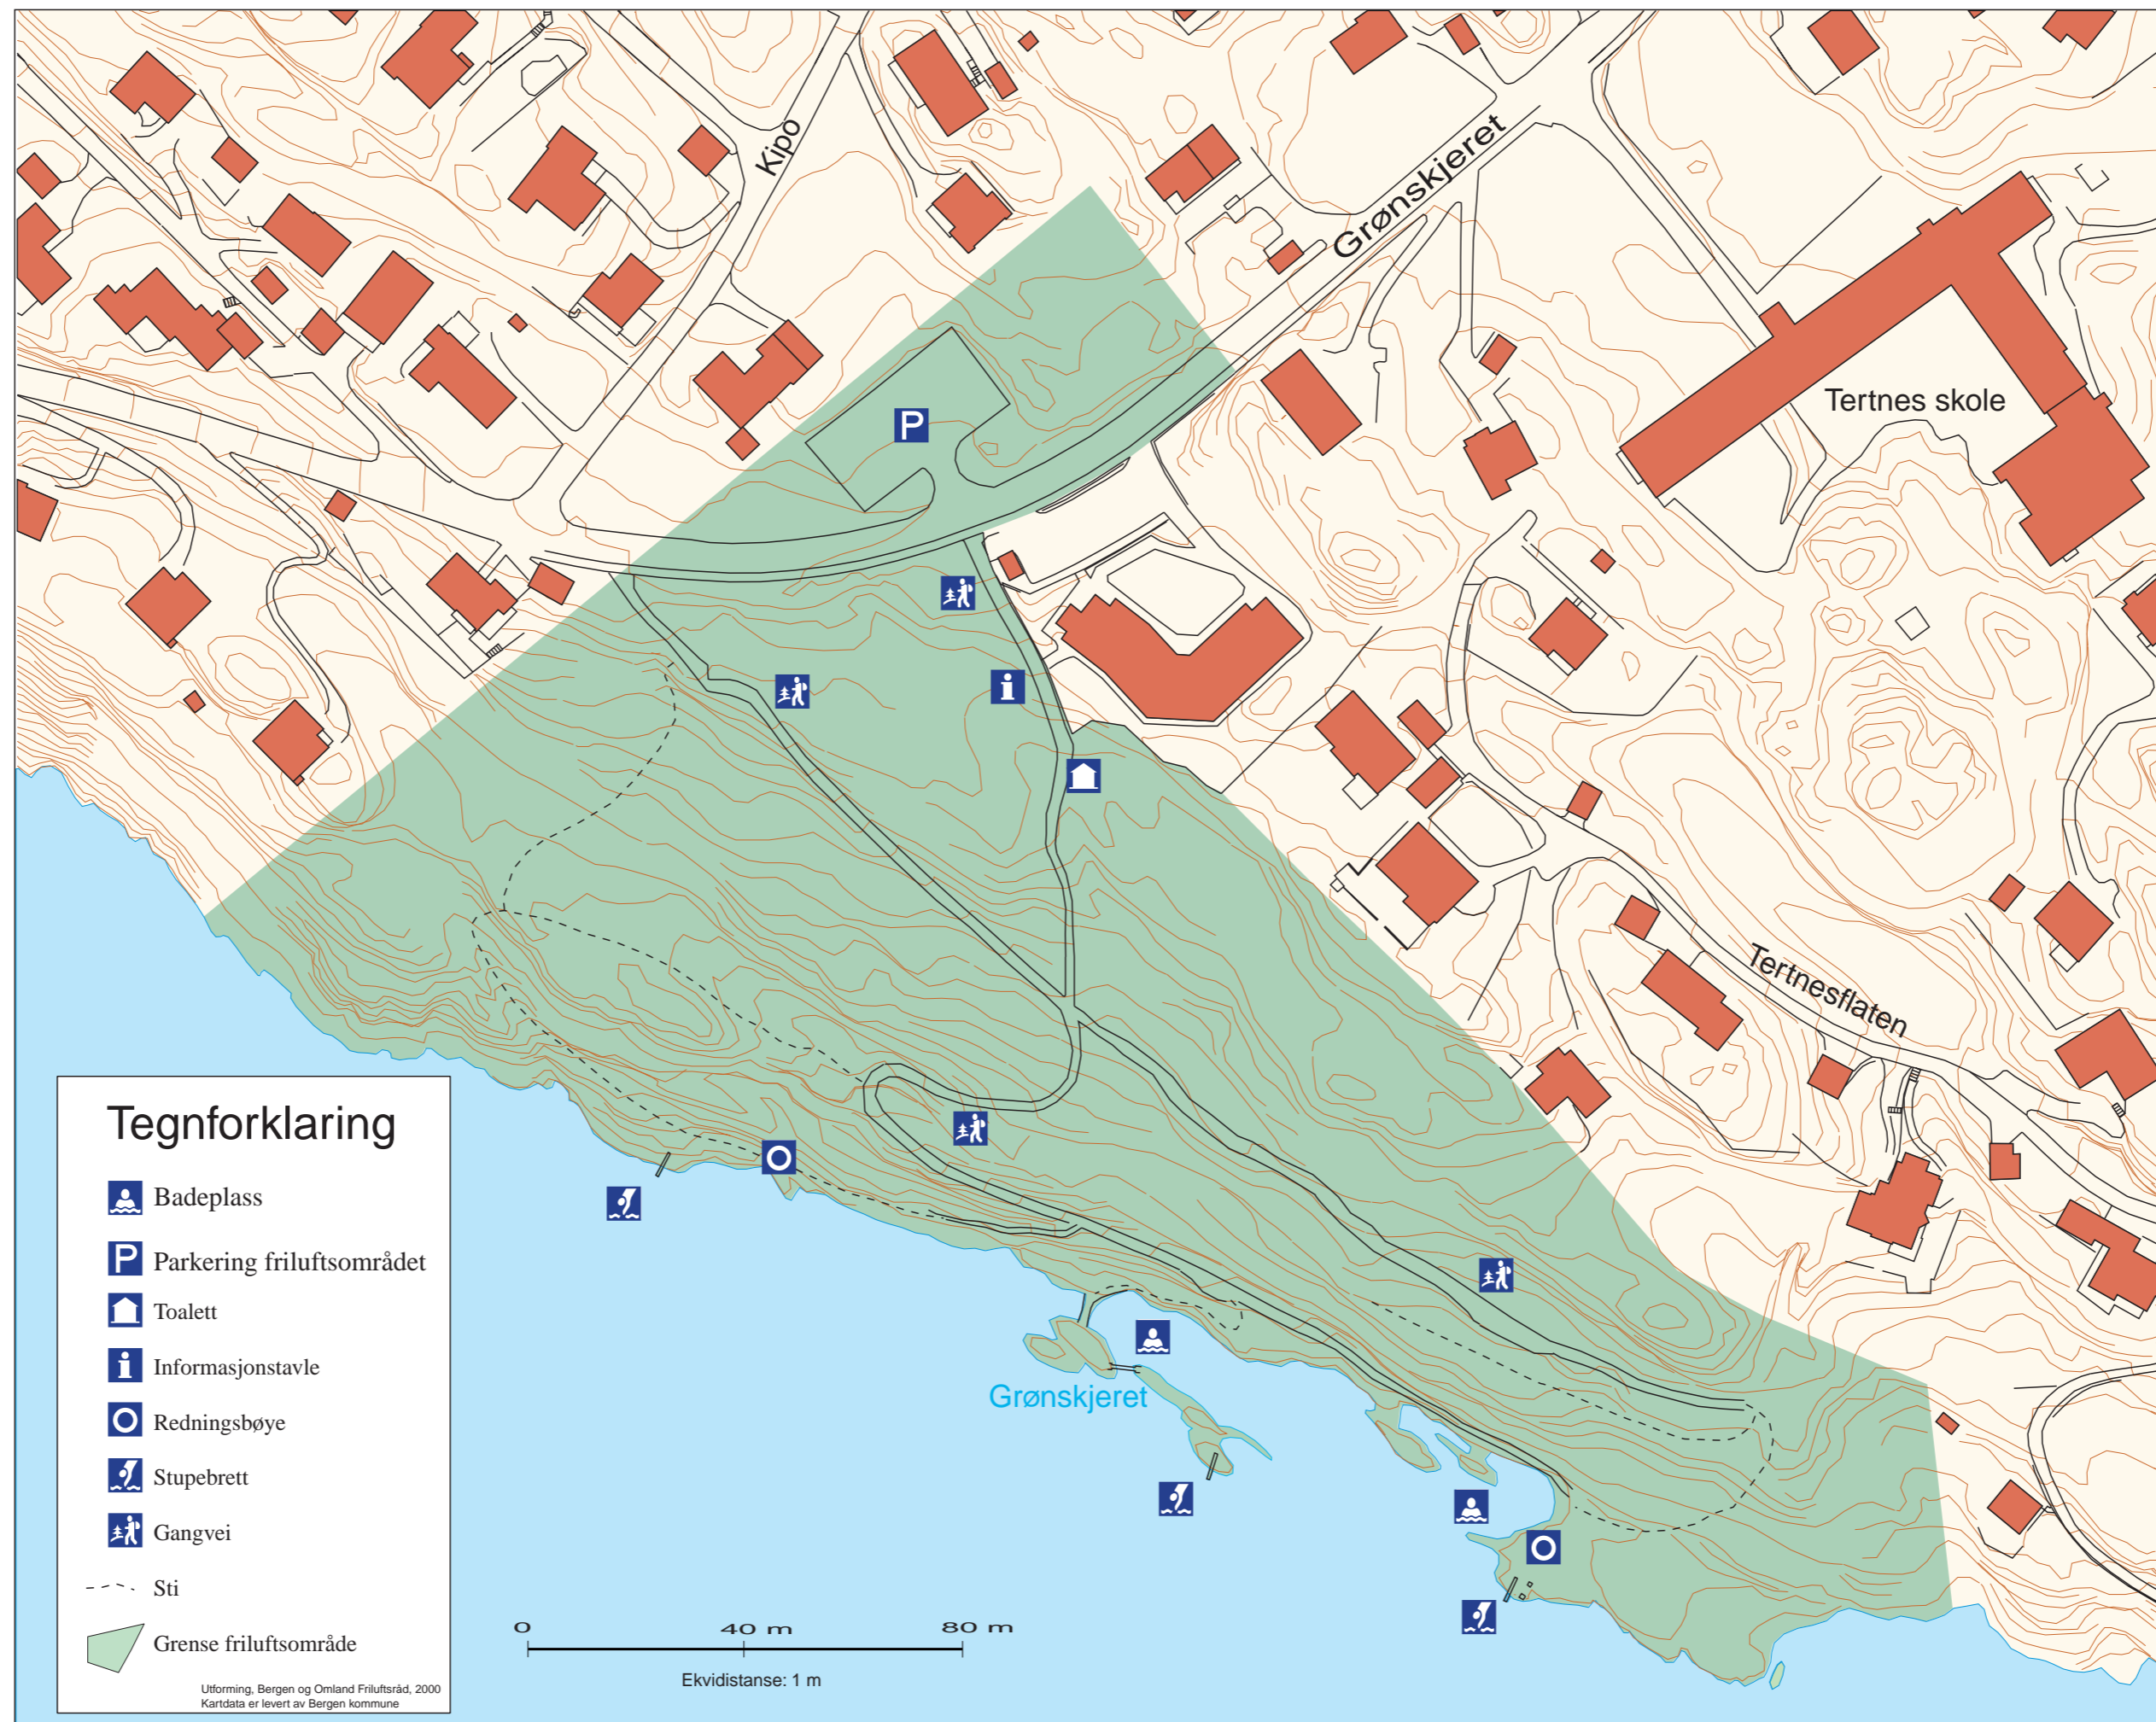 Kipo
Grønskjeret
Tertnes skole
P
i
Tertnesflaten
Grønskjeret
Tegnforklaring
Badeplass
P Parkering friluftsområdet
Toalett
i Informasjonstavle
Redningsbøye
Stupebrett
Gangvei
Sti
Grense friluftsområde
Utforming, Bergen og Omland Friluftsråd, 2000
Kartdata er levert av Bergen kommune
0 40 m 80 m
Ekvidistanse: 1 m